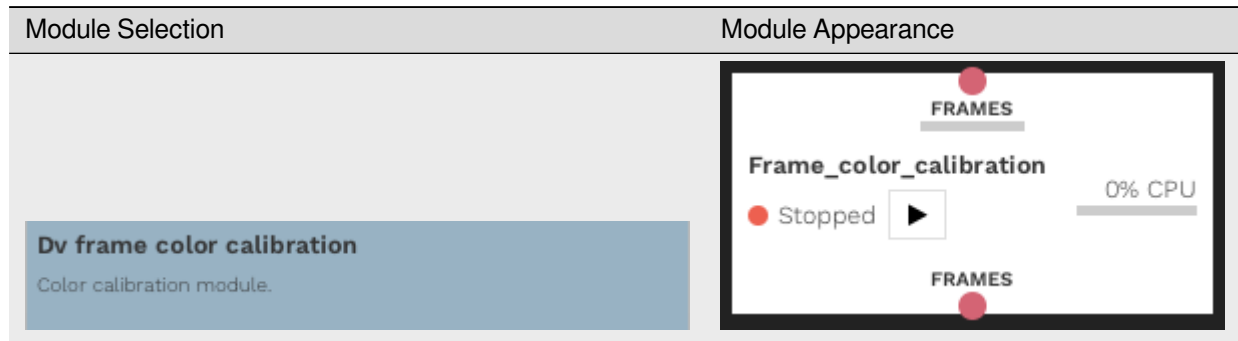 Module Selection
Module Appearance
Dv frame color calibration
Color calibration module.
FRAMES
Frame_color_calibration
0% CPU
Stopped
FRAMES